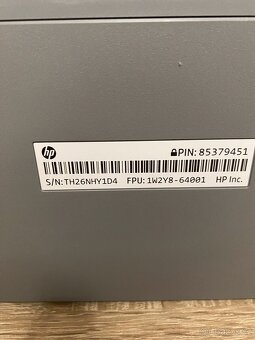 hp
PIN: 85379451
S/N:TH26NHY1D4 FPU: 1W2Y8-64001 HP Inc.